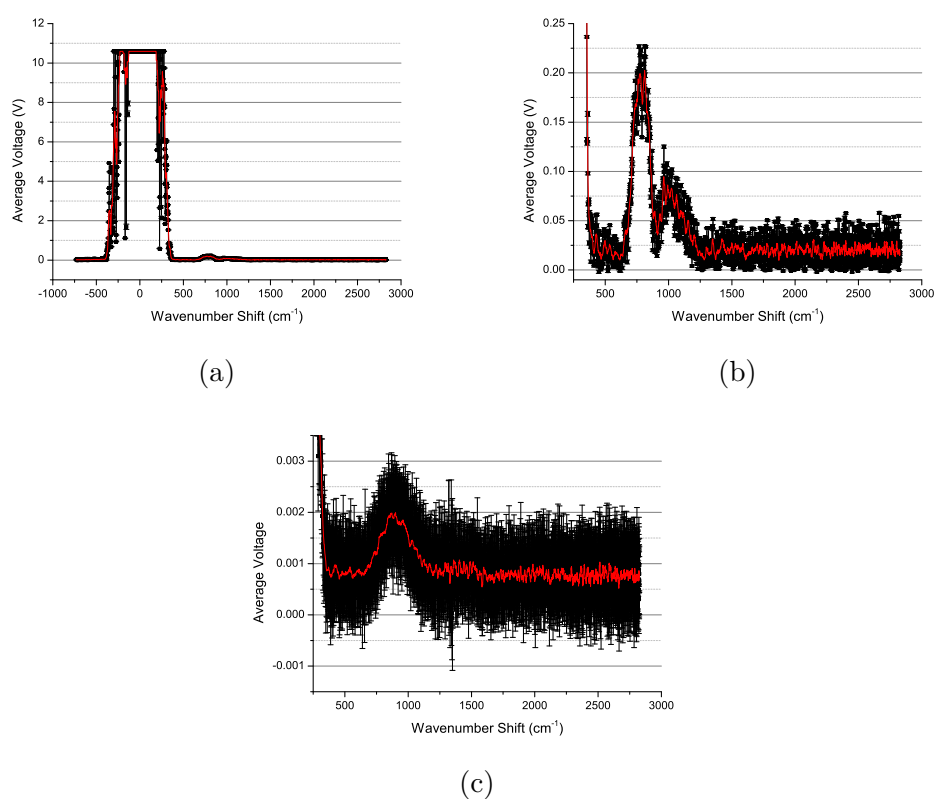 12
10
8
6
4
2
0
Average Voltage (V)
-1000 -500 0 500 1000 1500 2000 2500 3000
Wavenumber Shift (cm⁻¹)
(a)
0.25
0.20
0.15
0.10
0.05
0.00
Average Voltage (V)
500 1000 1500 2000 2500 3000
Wavenumber Shift (cm⁻¹)
(b)
0.003
0.002
0.001
0.000
-0.001
Average Voltage
500 1000 1500 2000 2500 3000
Wavenumber Shift (cm⁻¹)
(c)